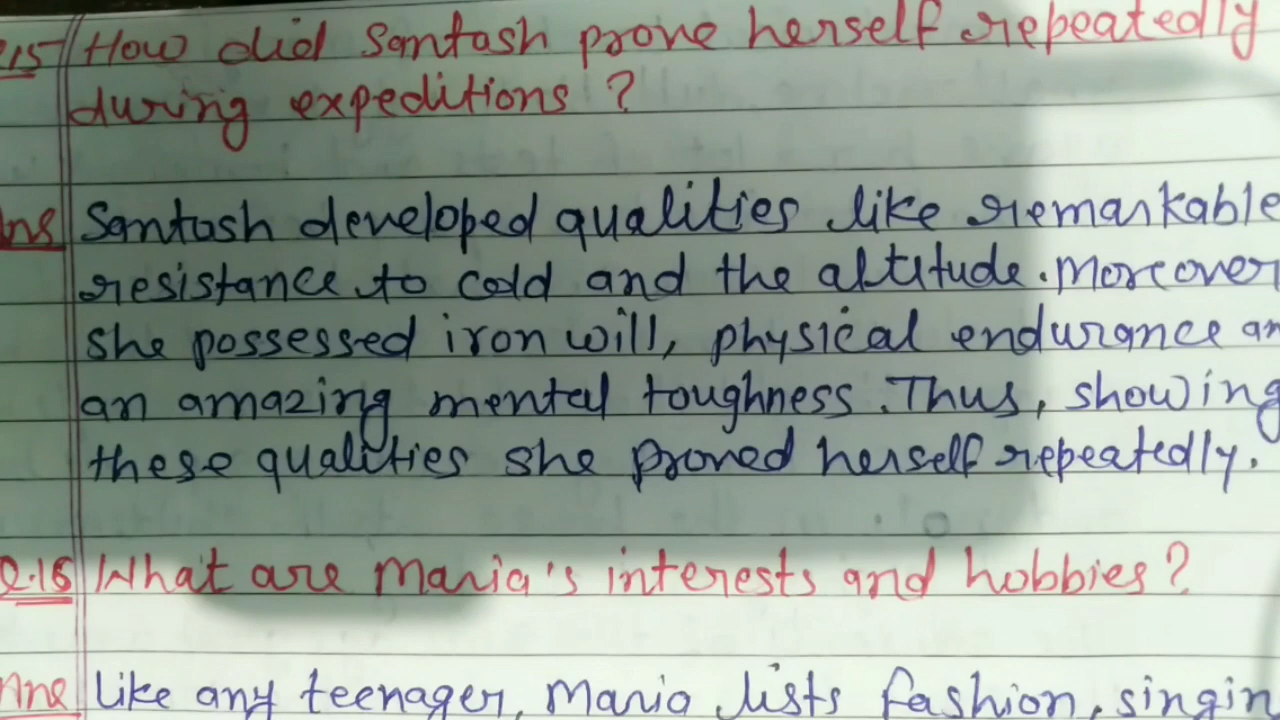 .15 How did Santosh prove herself repeatedly
during expeditions ?
Ans Santosh developed qualities like remarkable
resistance to cold and the altitude. Moreover
she possessed iron will, physical endurance an
an amazing mental toughness. Thus, showing
these qualities she proved herself repeatedly.
Q.16 What are Maria's interests and hobbies ?
Ans Like any teenager, Maria lists fashion, singin